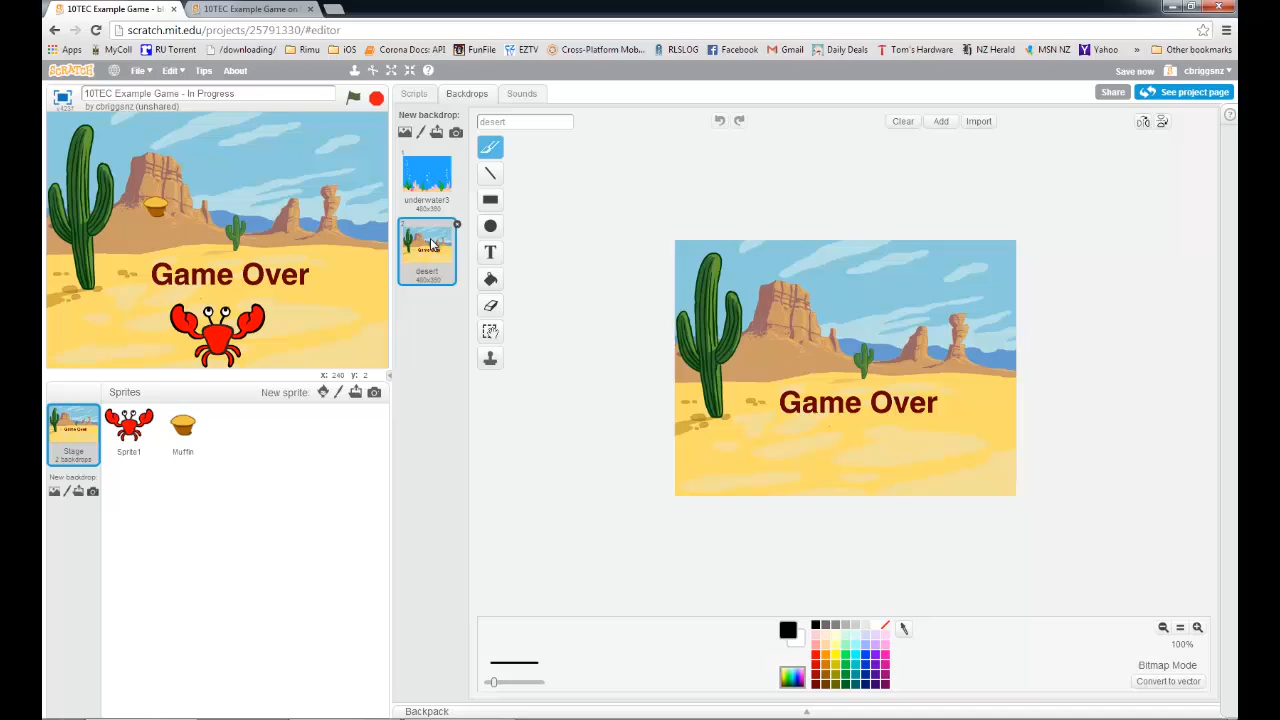 10TEC Example Game - bl
10TEC Example Game on
scratch.mit.edu/projects/25791330/#editor
Apps MyColl RU Torrent /downloading/ Rimu iOS Corona Docs: API FunFile EZTV Cross-Platform Mob... RLSLOG Facebook Gmail DailyJeals Tom's Hardware NZ Herald MSN NZ Yahoo » Other bookmarks
SCRATCH File Edit Tips About Save now cbriggsnz
10TEC Example Game - In Progress
by cbriggsnz (unshared)
Scripts Backdrops Sounds
Share See project page
New backdrop:
desert
Clear Add Import
1
underwater3
480x360
2
desert
480x360
Game Over
Game Over
T
x: 240 y: 2
Sprites New sprite:
Stage
2 backdrops
Sprite1
Muffin
New backdrop:
100%
Bitmap Mode
Convert to vector
Backpack